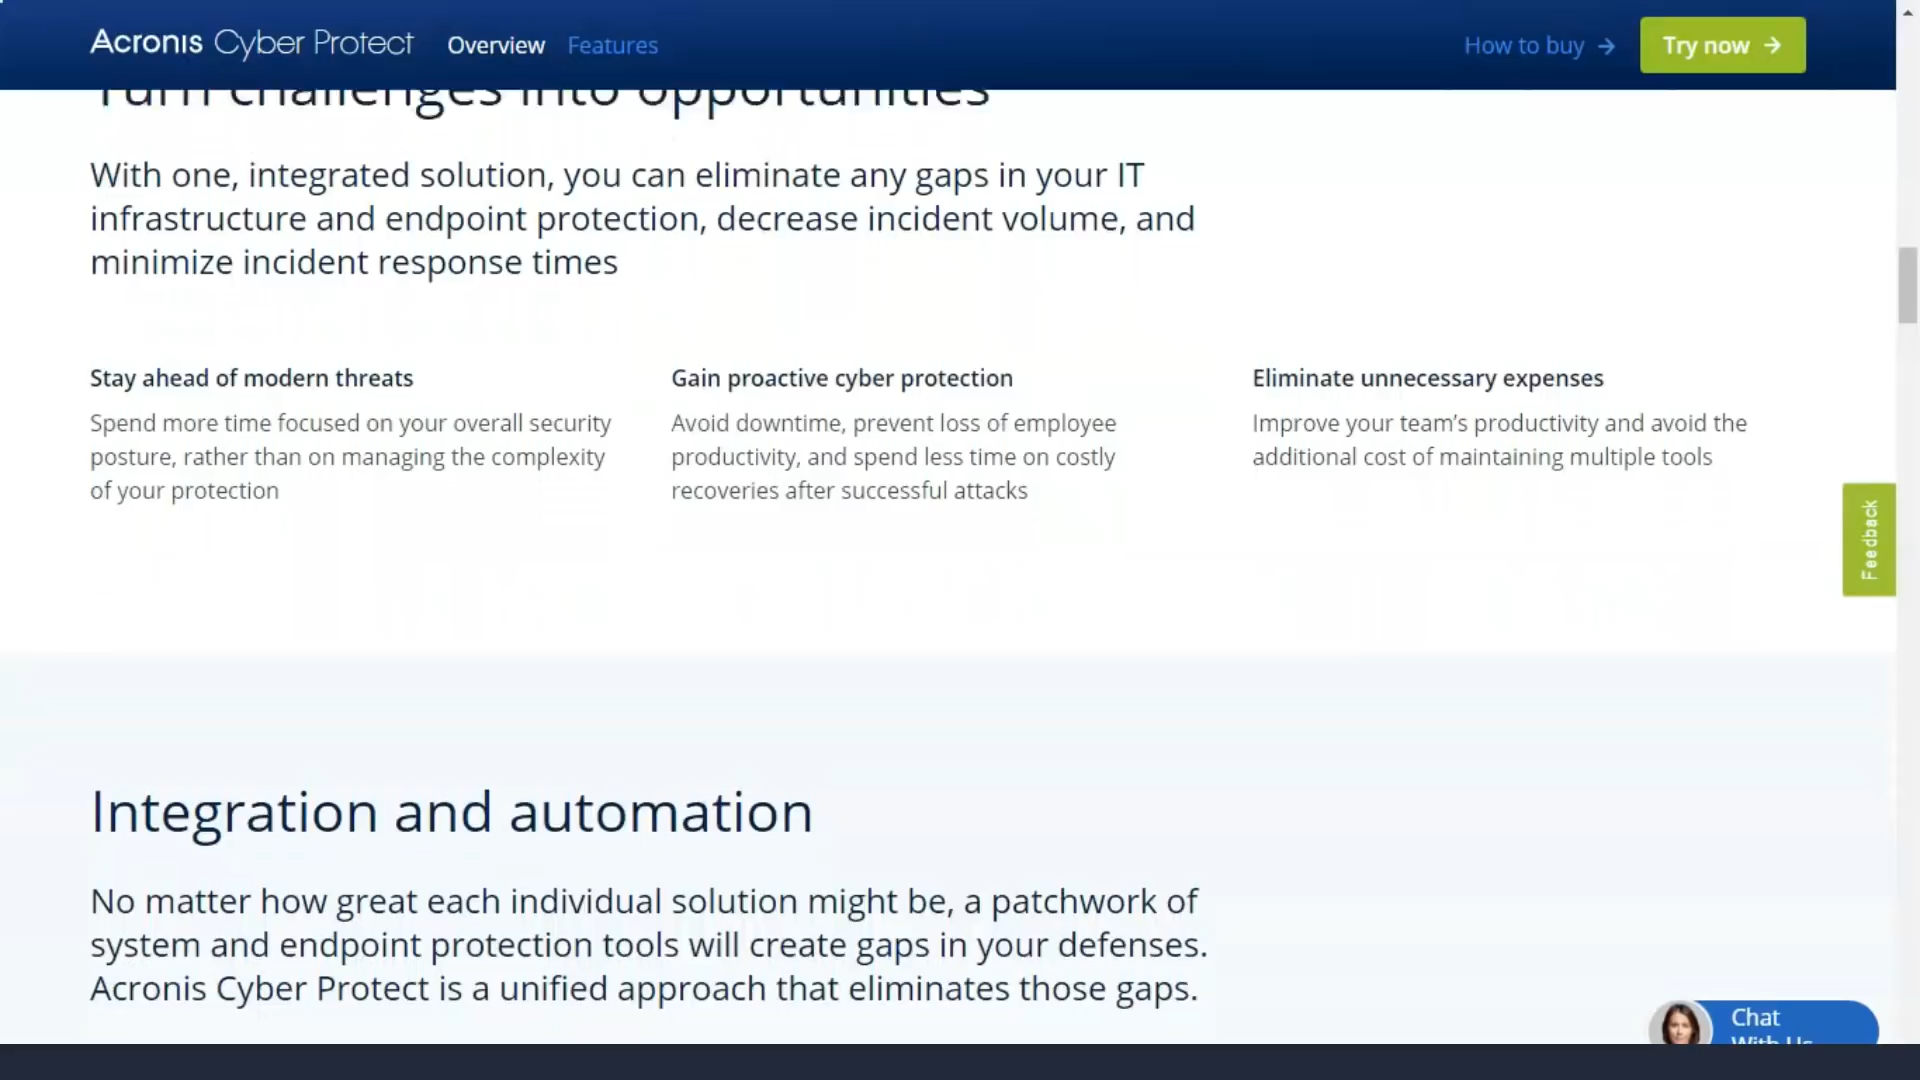 Acronis Cyber Protect
Overview
Features
How to buy
Try now
Turn challenges into opportunities
With one, integrated solution, you can eliminate any gaps in your IT
infrastructure and endpoint protection, decrease incident volume, and
minimize incident response times
Stay ahead of modern threats
Spend more time focused on your overall security
posture, rather than on managing the complexity
of your protection
Gain proactive cyber protection
Avoid downtime, prevent loss of employee
productivity, and spend less time on costly
recoveries after successful attacks
Eliminate unnecessary expenses
Improve your team’s productivity and avoid the
additional cost of maintaining multiple tools
Feedback
Integration and automation
No matter how great each individual solution might be, a patchwork of
system and endpoint protection tools will create gaps in your defenses.
Acronis Cyber Protect is a unified approach that eliminates those gaps.
Chat
With Us